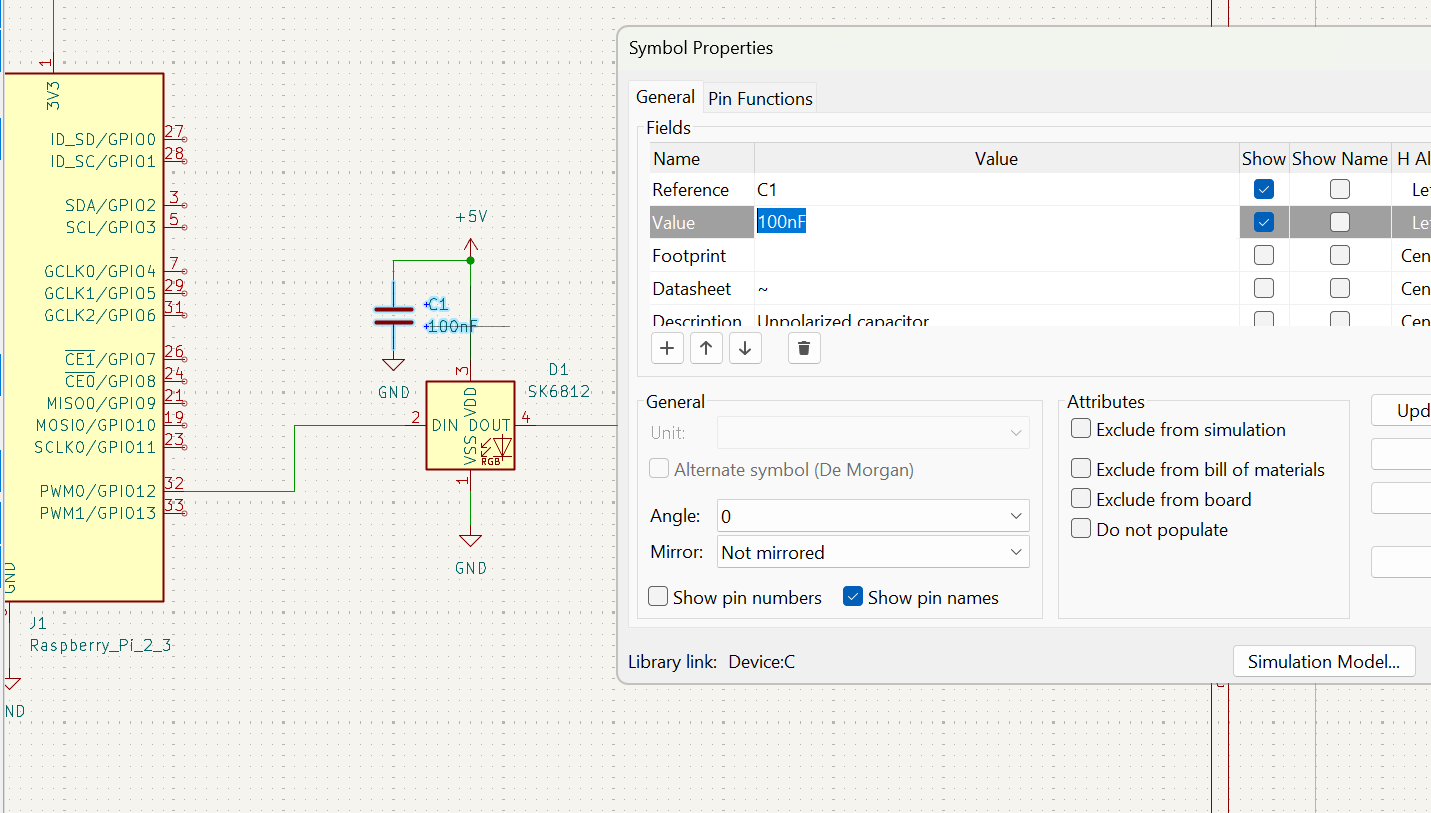 Symbol Properties
General Pin Functions
Fields
Name Value Show Show Name H Al
Reference C1
Value 100nF
Footprint Cen
Datasheet ~ Cen
Description Unpolarized capacitor Cen
General
Unit:
Alternate symbol (De Morgan)
Angle: 0
Mirror: Not mirrored
Show pin numbers Show pin names
Attributes
Exclude from simulation
Exclude from bill of materials
Exclude from board
Do not populate
Upd
Library link: Device:C
Simulation Model...
1
3V3
ID_SD/GPIO0 27
ID_SC/GPIO1 28
SDA/GPIO2 3
SCL/GPIO3 5
GCLK0/GPIO4 7
GCLK1/GPIO5 29
GCLK2/GPIO6 31
CE1/GPIO7 26
CE0/GPIO8 24
MISO0/GPIO9 21
MOSI0/GPIO10 19
SCLK0/GPIO11 23
PWM0/GPIO12 32
PWM1/GPIO13 33
GND
J1
Raspberry_Pi_2_3
ND
+5V
C1
100nF
GND
D1
SK6812
3
VDD
2 DIN DOUT 4
VSS
RGB
1
GND